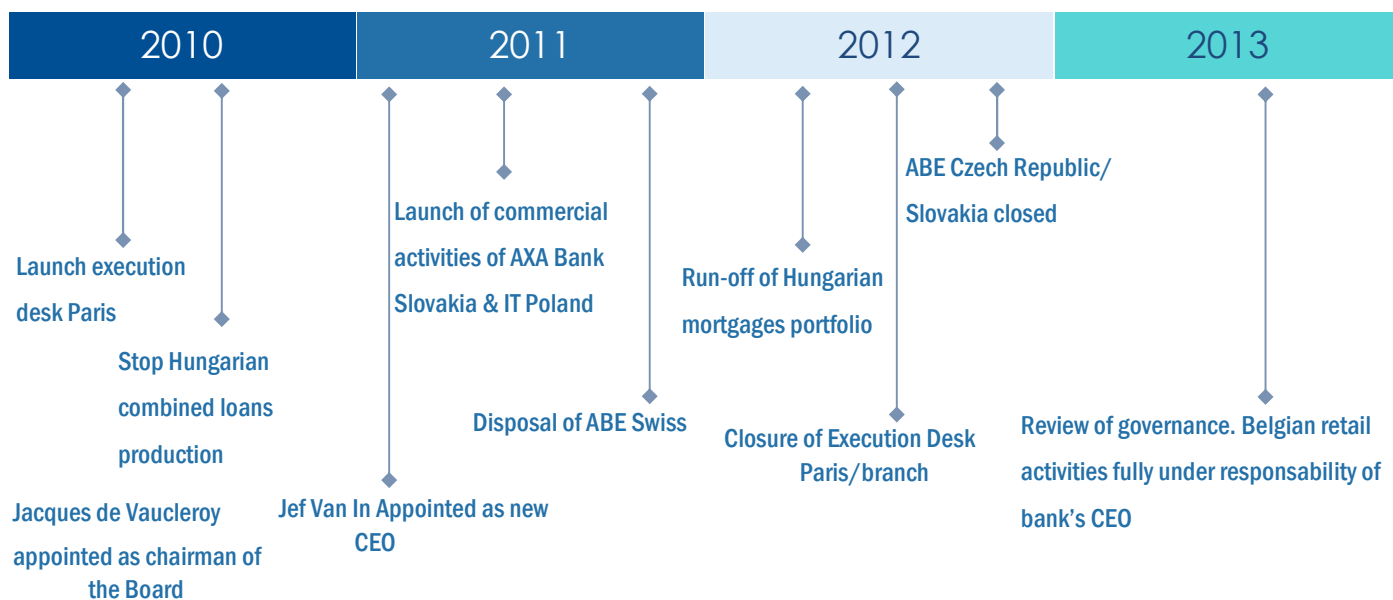 2010
2011
2012
2013
Launch execution
desk Paris
Stop Hungarian
combined loans
production
Jacques de Vaucleroy
appointed as chairman of
the Board
Jef Van In Appointed as new
CEO
Launch of commercial
activities of AXA Bank
Slovakia & IT Poland
Disposal of ABE Swiss
Run-off of Hungarian
mortgages portfolio
Closure of Execution Desk
Paris/branch
ABE Czech Republic/
Slovakia closed
Review of governance. Belgian retail
activities fully under responsability of
bank's CEO